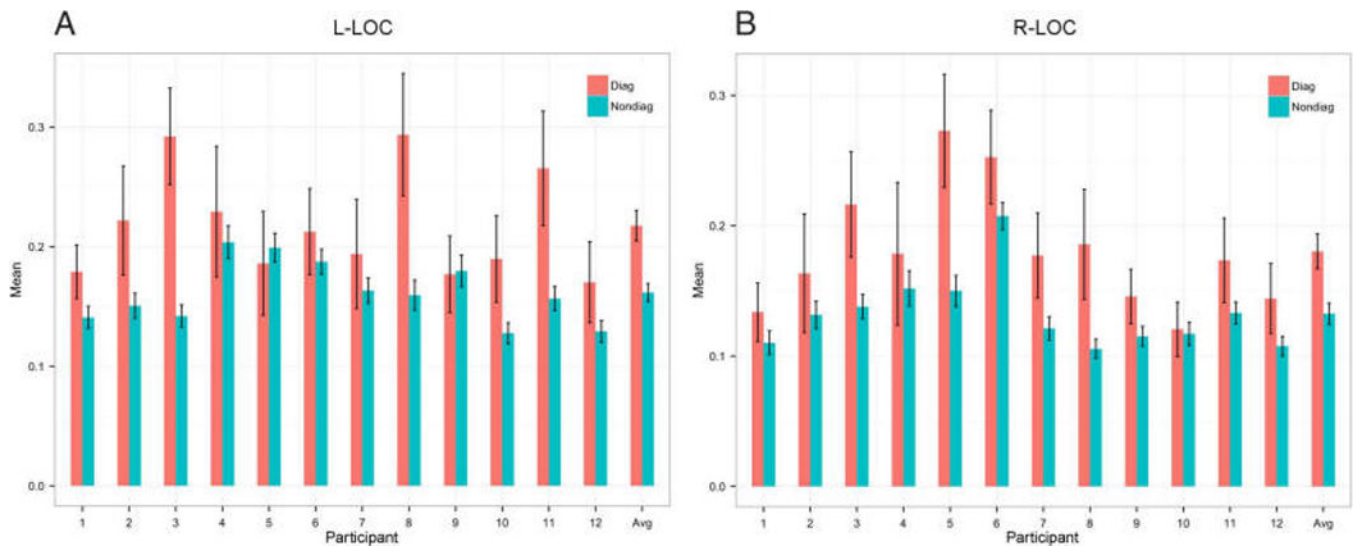 A
L-LOC
Diag
Nondiag
0.3
0.2
0.1
0.0
Mean
1 2 3 4 5 6 7 8 9 10 11 12 Avg
Participant
B
R-LOC
Diag
Nondiag
0.3
0.2
0.1
0.0
Mean
1 2 3 4 5 6 7 8 9 10 11 12 Avg
Participant